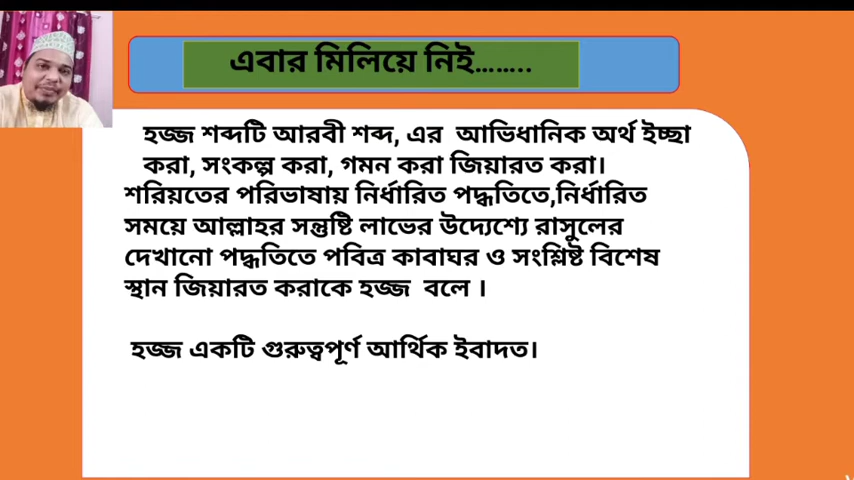 এবার মিলিয়ে নিই........
হজ্জ শব্দটি আরবী শব্দ, এর আভিধানিক অর্থ ইচ্ছা
করা, সংকল্প করা, গমন করা জিয়ারত করা।
শরিয়তের পরিভাষায় নির্ধারিত পদ্ধতিতে,নির্ধারিত
সময়ে আল্লাহর সন্তুষ্টি লাভের উদ্যেশ্যে রাসুলের
দেখানো পদ্ধতিতে পবিত্র কাবাঘর ও সংশ্লিষ্ট বিশেষ
স্থান জিয়ারত করাকে হজ্জ বলে ।
হজ্জ একটি গুরুত্বপূর্ণ আর্থিক ইবাদত।